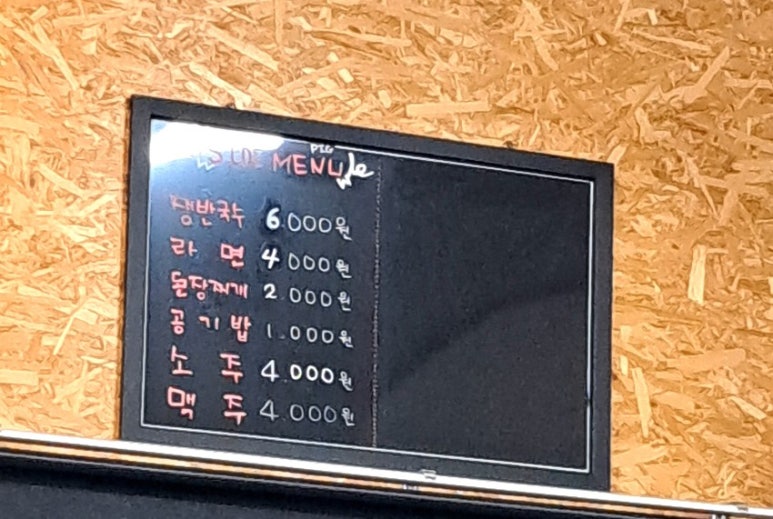 PIG
SIDE MENU
쟁반국수 6.000원
라면 4.000원
된장찌개 2.000원
공기밥 1.000원
소주 4.000원
맥주 4.000원